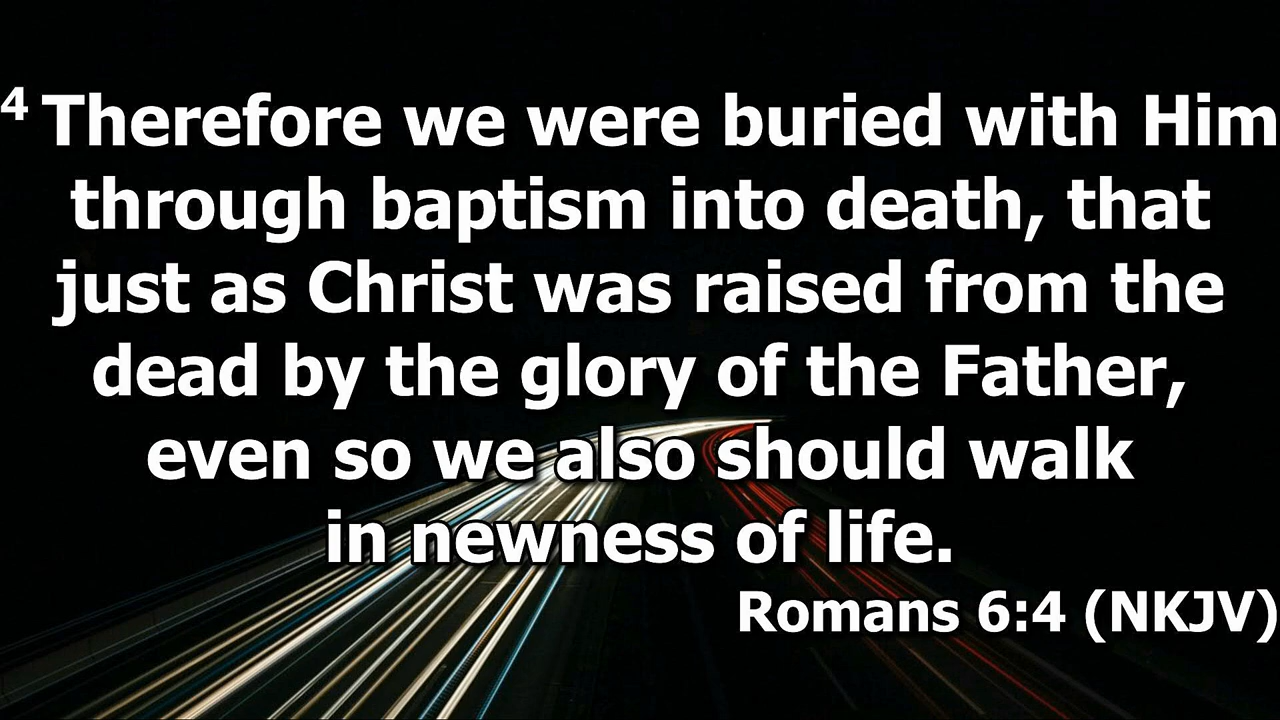 4 Therefore we were buried with Him
through baptism into death, that
just as Christ was raised from the
dead by the glory of the Father,
even so we also should walk
in newness of life.
Romans 6:4 (NKJV)